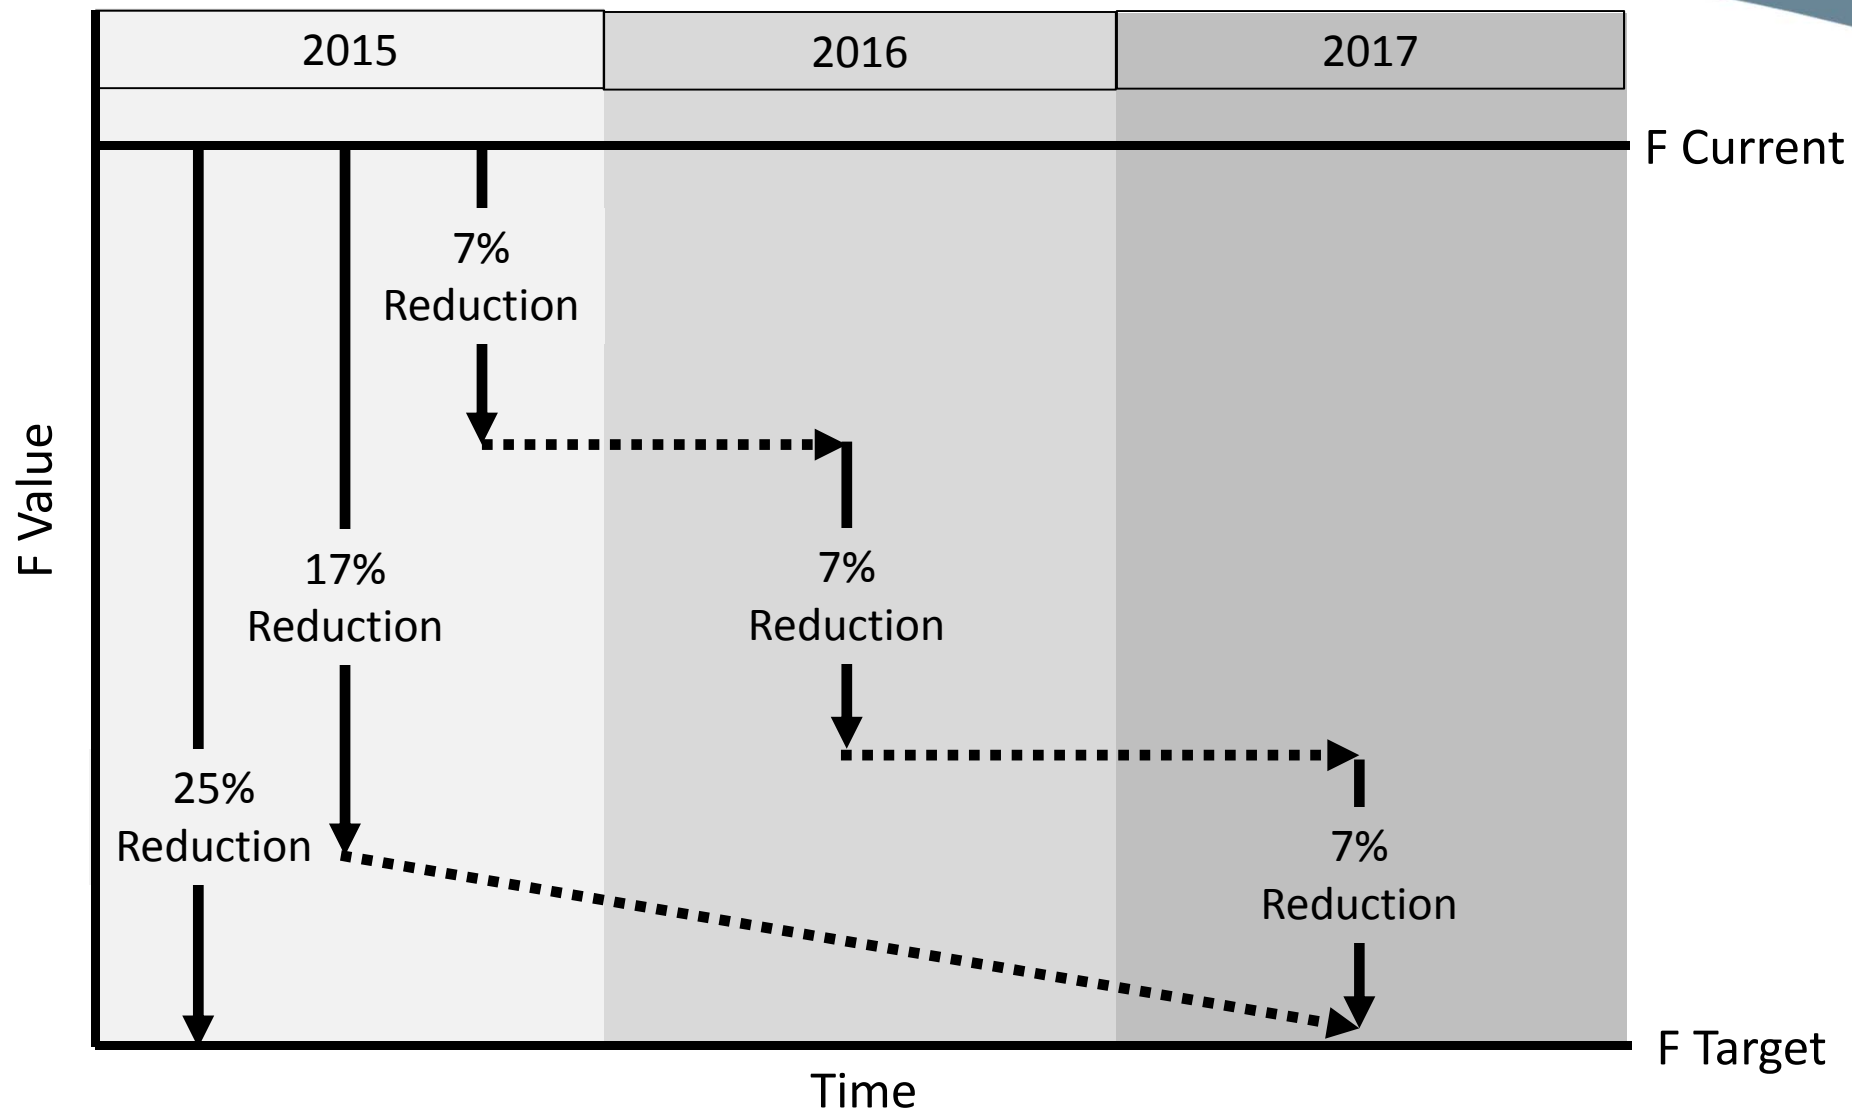 2015
2016
2017
F Current
7%
Reduction
17%
Reduction
7%
Reduction
25%
Reduction
7%
Reduction
F Value
F Target
Time